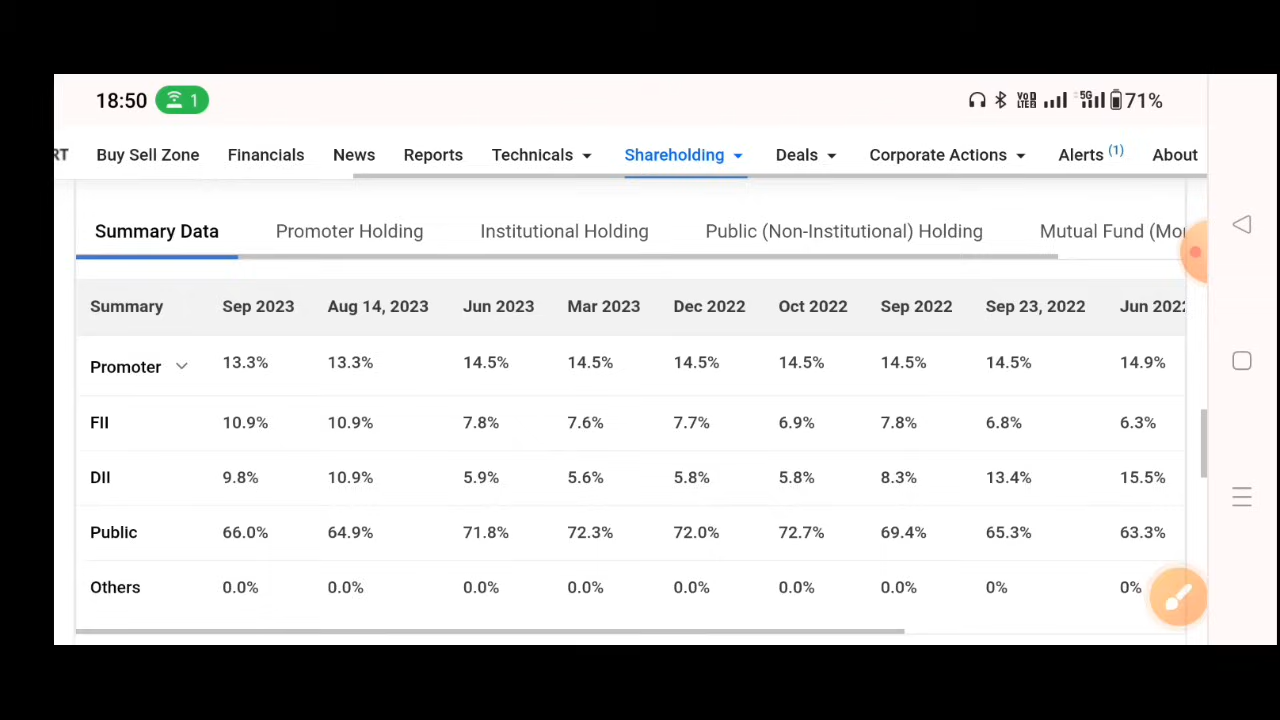 18:50 1 VoD LTE2 5G 71%
RT Buy Sell Zone Financials News Reports Technicals Shareholding Deals Corporate Actions Alerts (1) About
Summary Data Promoter Holding Institutional Holding Public (Non-Institutional) Holding Mutual Fund (Mo
Summary Sep 2023 Aug 14, 2023 Jun 2023 Mar 2023 Dec 2022 Oct 2022 Sep 2022 Sep 23, 2022 Jun 2022
Promoter 13.3% 13.3% 14.5% 14.5% 14.5% 14.5% 14.5% 14.5% 14.9%
FII 10.9% 10.9% 7.8% 7.6% 7.7% 6.9% 7.8% 6.8% 6.3%
DII 9.8% 10.9% 5.9% 5.6% 5.8% 5.8% 8.3% 13.4% 15.5%
Public 66.0% 64.9% 71.8% 72.3% 72.0% 72.7% 69.4% 65.3% 63.3%
Others 0.0% 0.0% 0.0% 0.0% 0.0% 0.0% 0.0% 0% 0%